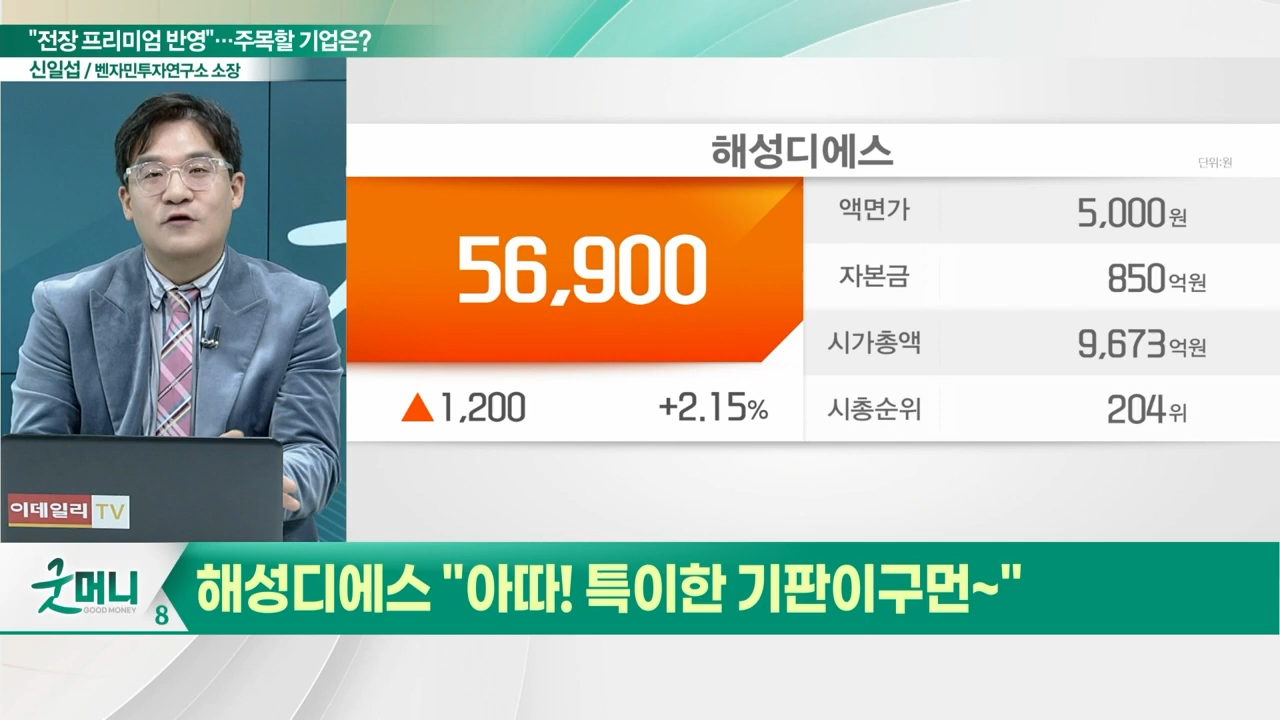 "전장 프리미엄 반영"…주목할 기업은?
신일섭 / 벤자민투자연구소 소장
해성디에스
단위:원
56,900
▲1,200 +2.15%
액면가 5,000원
자본금 850억원
시가총액 9,673억원
시총순위 204위
이데일리TV
굿머니
GOOD MONEY
8
해성디에스 "아따! 특이한 기판이구먼~"